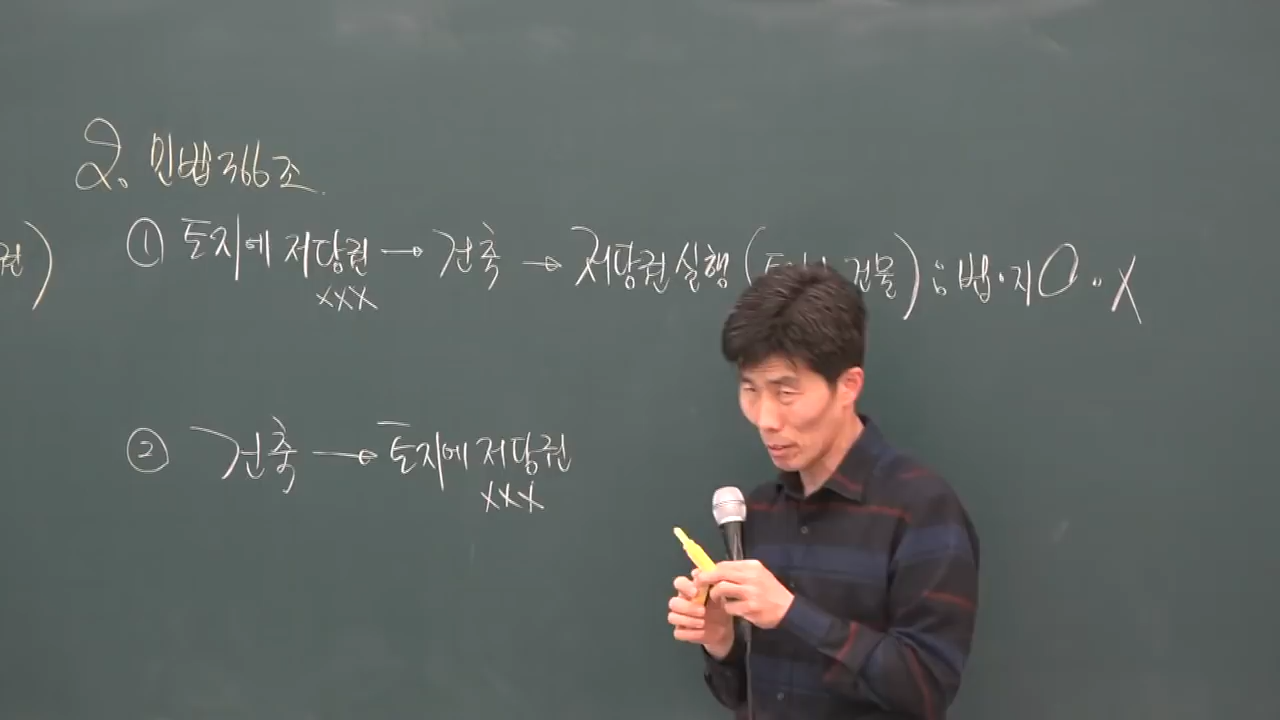 2. 민법 366조.
권)
① 토지에 저당권 → 건축 → 저당권실행 ( 건물) ; 법.지 O.. X
XXX
② 건축 → 토지에 저당권
XXX